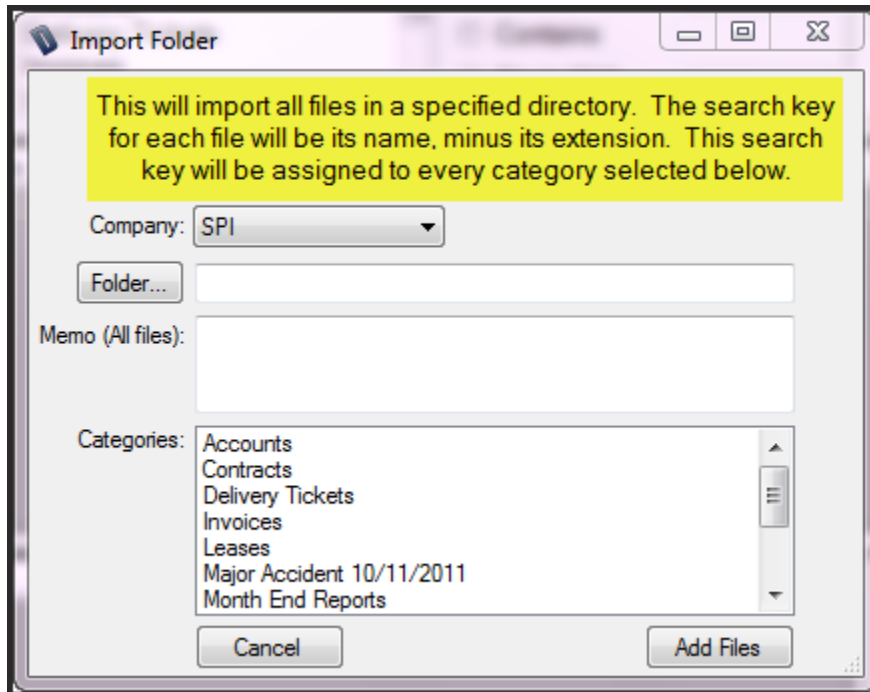 Import Folder
Contains
This will import all files in a specified directory.  The search key
for each file will be its name, minus its extension.  This search
key will be assigned to every category selected below.
Company: SPI
Folder...
Memo (All files):
Categories:
Accounts
Contracts
Delivery Tickets
Invoices
Leases
Major Accident 10/11/2011
Month End Reports
Cancel
Add Files